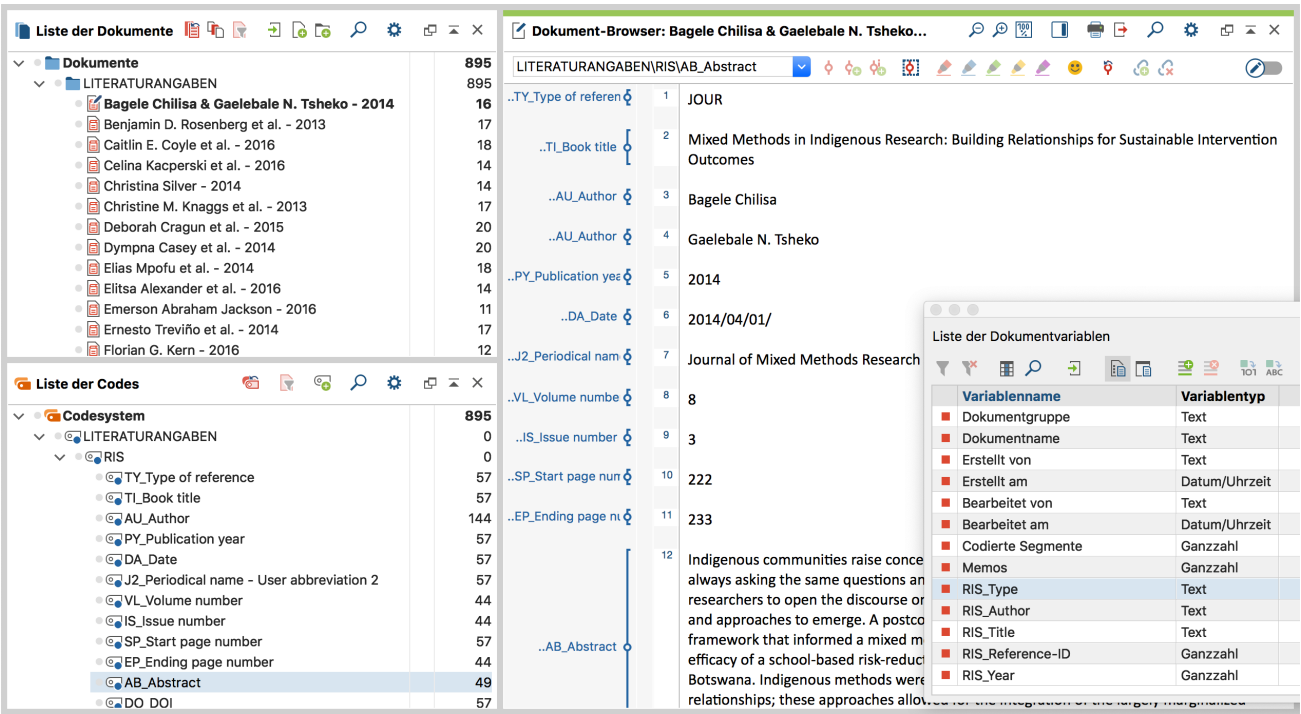 Liste der Dokumente
Dokumente 895
LITERATURANGABEN 895
Bagele Chilisa & Gaelebale N. Tsheko - 2014 16
Benjamin D. Rosenberg et al. - 2013 17
Caitlin E. Coyle et al. - 2016 18
Celina Kacperski et al. - 2016 14
Christina Silver - 2014 14
Christine M. Knaggs et al. - 2013 17
Deborah Cragun et al. - 2015 20
Dympna Casey et al. - 2014 20
Elias Mpofu et al. - 2014 18
Elitsa Alexander et al. - 2016 14
Emerson Abraham Jackson - 2016 11
Ernesto Treviño et al. - 2014 17
Florian G. Kern - 2016 12
Liste der Codes
Codesystem 895
LITERATURANGABEN 0
RIS 0
TY_Type of reference 57
TI_Book title 57
AU_Author 144
PY_Publication year 57
DA_Date 57
J2_Periodical name - User abbreviation 2 57
VL_Volume number 44
IS_Issue number 44
SP_Start page number 57
EP_Ending page number 44
AB_Abstract 49
DO_DOI 57
Dokument-Browser: Bagele Chilisa & Gaelebale N. Tsheko...
100 %
LITERATURANGABEN\RIS\AB_Abstract
..TY_Type of referen 1 JOUR
..TI_Book title 2 Mixed Methods in Indigenous Research: Building Relationships for Sustainable Intervention
Outcomes
..AU_Author 3 Bagele Chilisa
..AU_Author 4 Gaelebale N. Tsheko
..PY_Publication yea 5 2014
..DA_Date 6 2014/04/01/
..J2_Periodical nam 7 Journal of Mixed Methods Research
..VL_Volume numbe 8 8
..IS_Issue number 9 3
..SP_Start page num 10 222
..EP_Ending page nu 11 233
12 Indigenous communities raise conce
always asking the same questions an
researchers to open the discourse or
and approaches to emerge. A postco
..AB_Abstract framework that informed a mixed m
efficacy of a school-based risk-reduct
Botswana. Indigenous methods were
relationships; these approaches allowed for the integration of the largely marginalized
Liste der Dokumentvariablen
101 ABC
Variablenname Variablentyp
Dokumentgruppe Text
Dokumentname Text
Erstellt von Text
Erstellt am Datum/Uhrzeit
Bearbeitet von Text
Bearbeitet am Datum/Uhrzeit
Codierte Segmente Ganzzahl
Memos Ganzzahl
RIS_Type Text
RIS_Author Text
RIS_Title Text
RIS_Reference-ID Ganzzahl
RIS_Year Ganzzahl